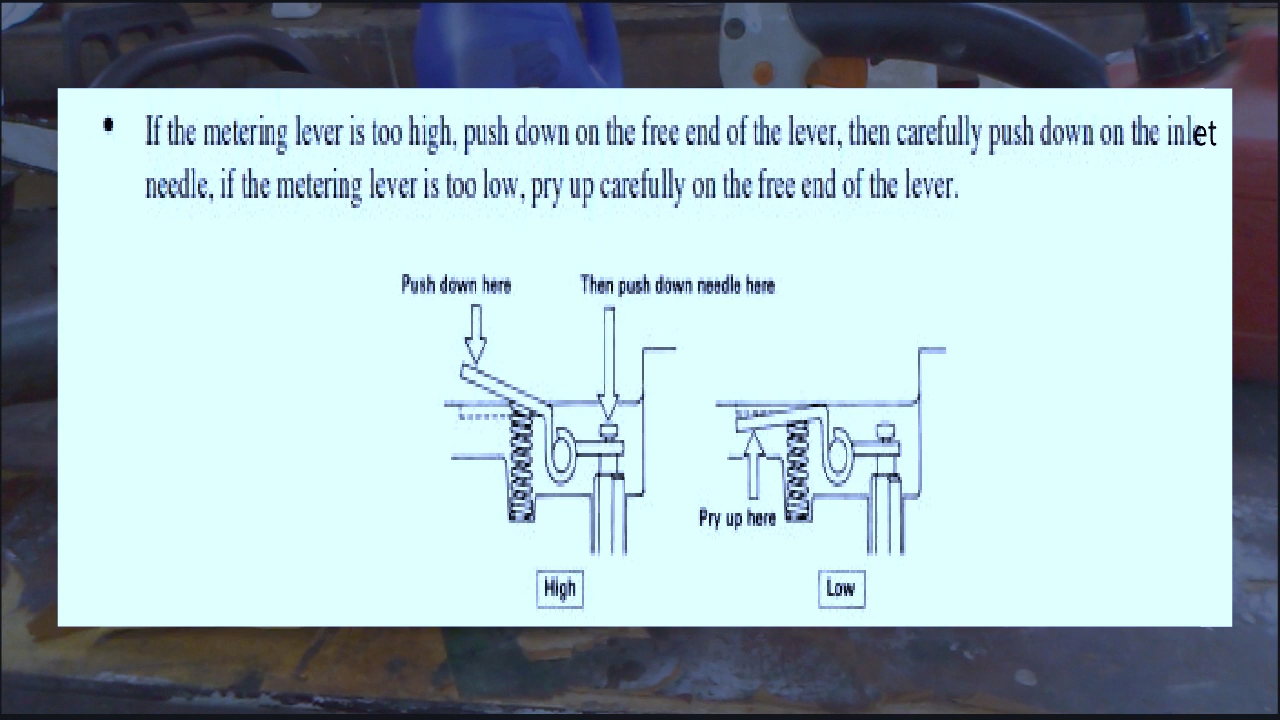 • If the metering lever is too high, push down on the free end of the lever, then carefully push down on the inlet
needle, if the metering lever is too low, pry up carefully on the free end of the lever.
Push down here
Then push down needle here
Pry up here
High
Low